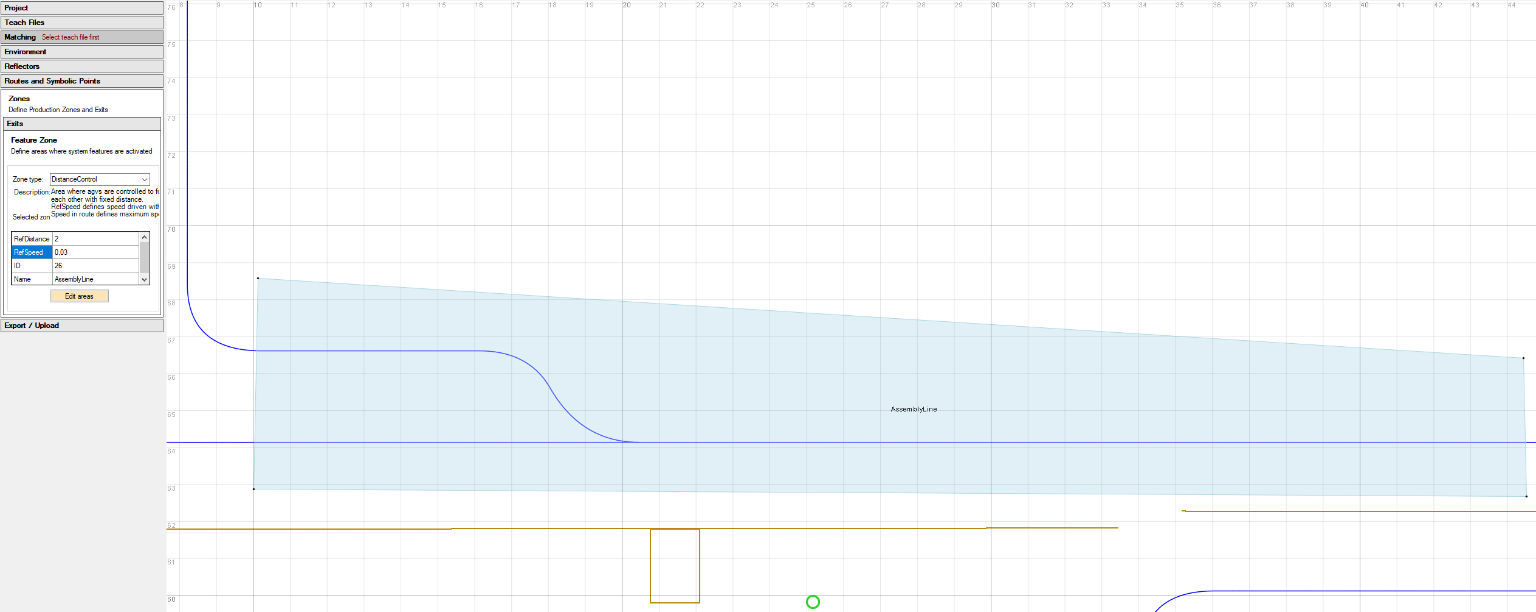 Project
Teach Files
Matching Select teach file first
Environment
Reflectors
Routes and Symbolic Points
Zones
Define Production Zones and Exits
Exits
Feature Zone
Define areas where system features are activated
Zone type: DistanceControl
Description: Area where agvs are controlled to f
each other with fixed distance.
RefSpeed defines speed driven wit
Selected zon Speed in route defines maximum sp
RefDistance 2
RefSpeed 0,03
ID 26
Name AssemblyLine
Edit areas
Export / Upload
8 9 10 11 12 13 14 15 16 17 18 19 20 21 22 23 24 25 26 27 28 29 30 31 32 33 34 35 36 37 38 39 40 41 42 43 44
76
75
74
73
72
71
70
69
68
67
66
65
64
63
62
61
60
AssemblyLine